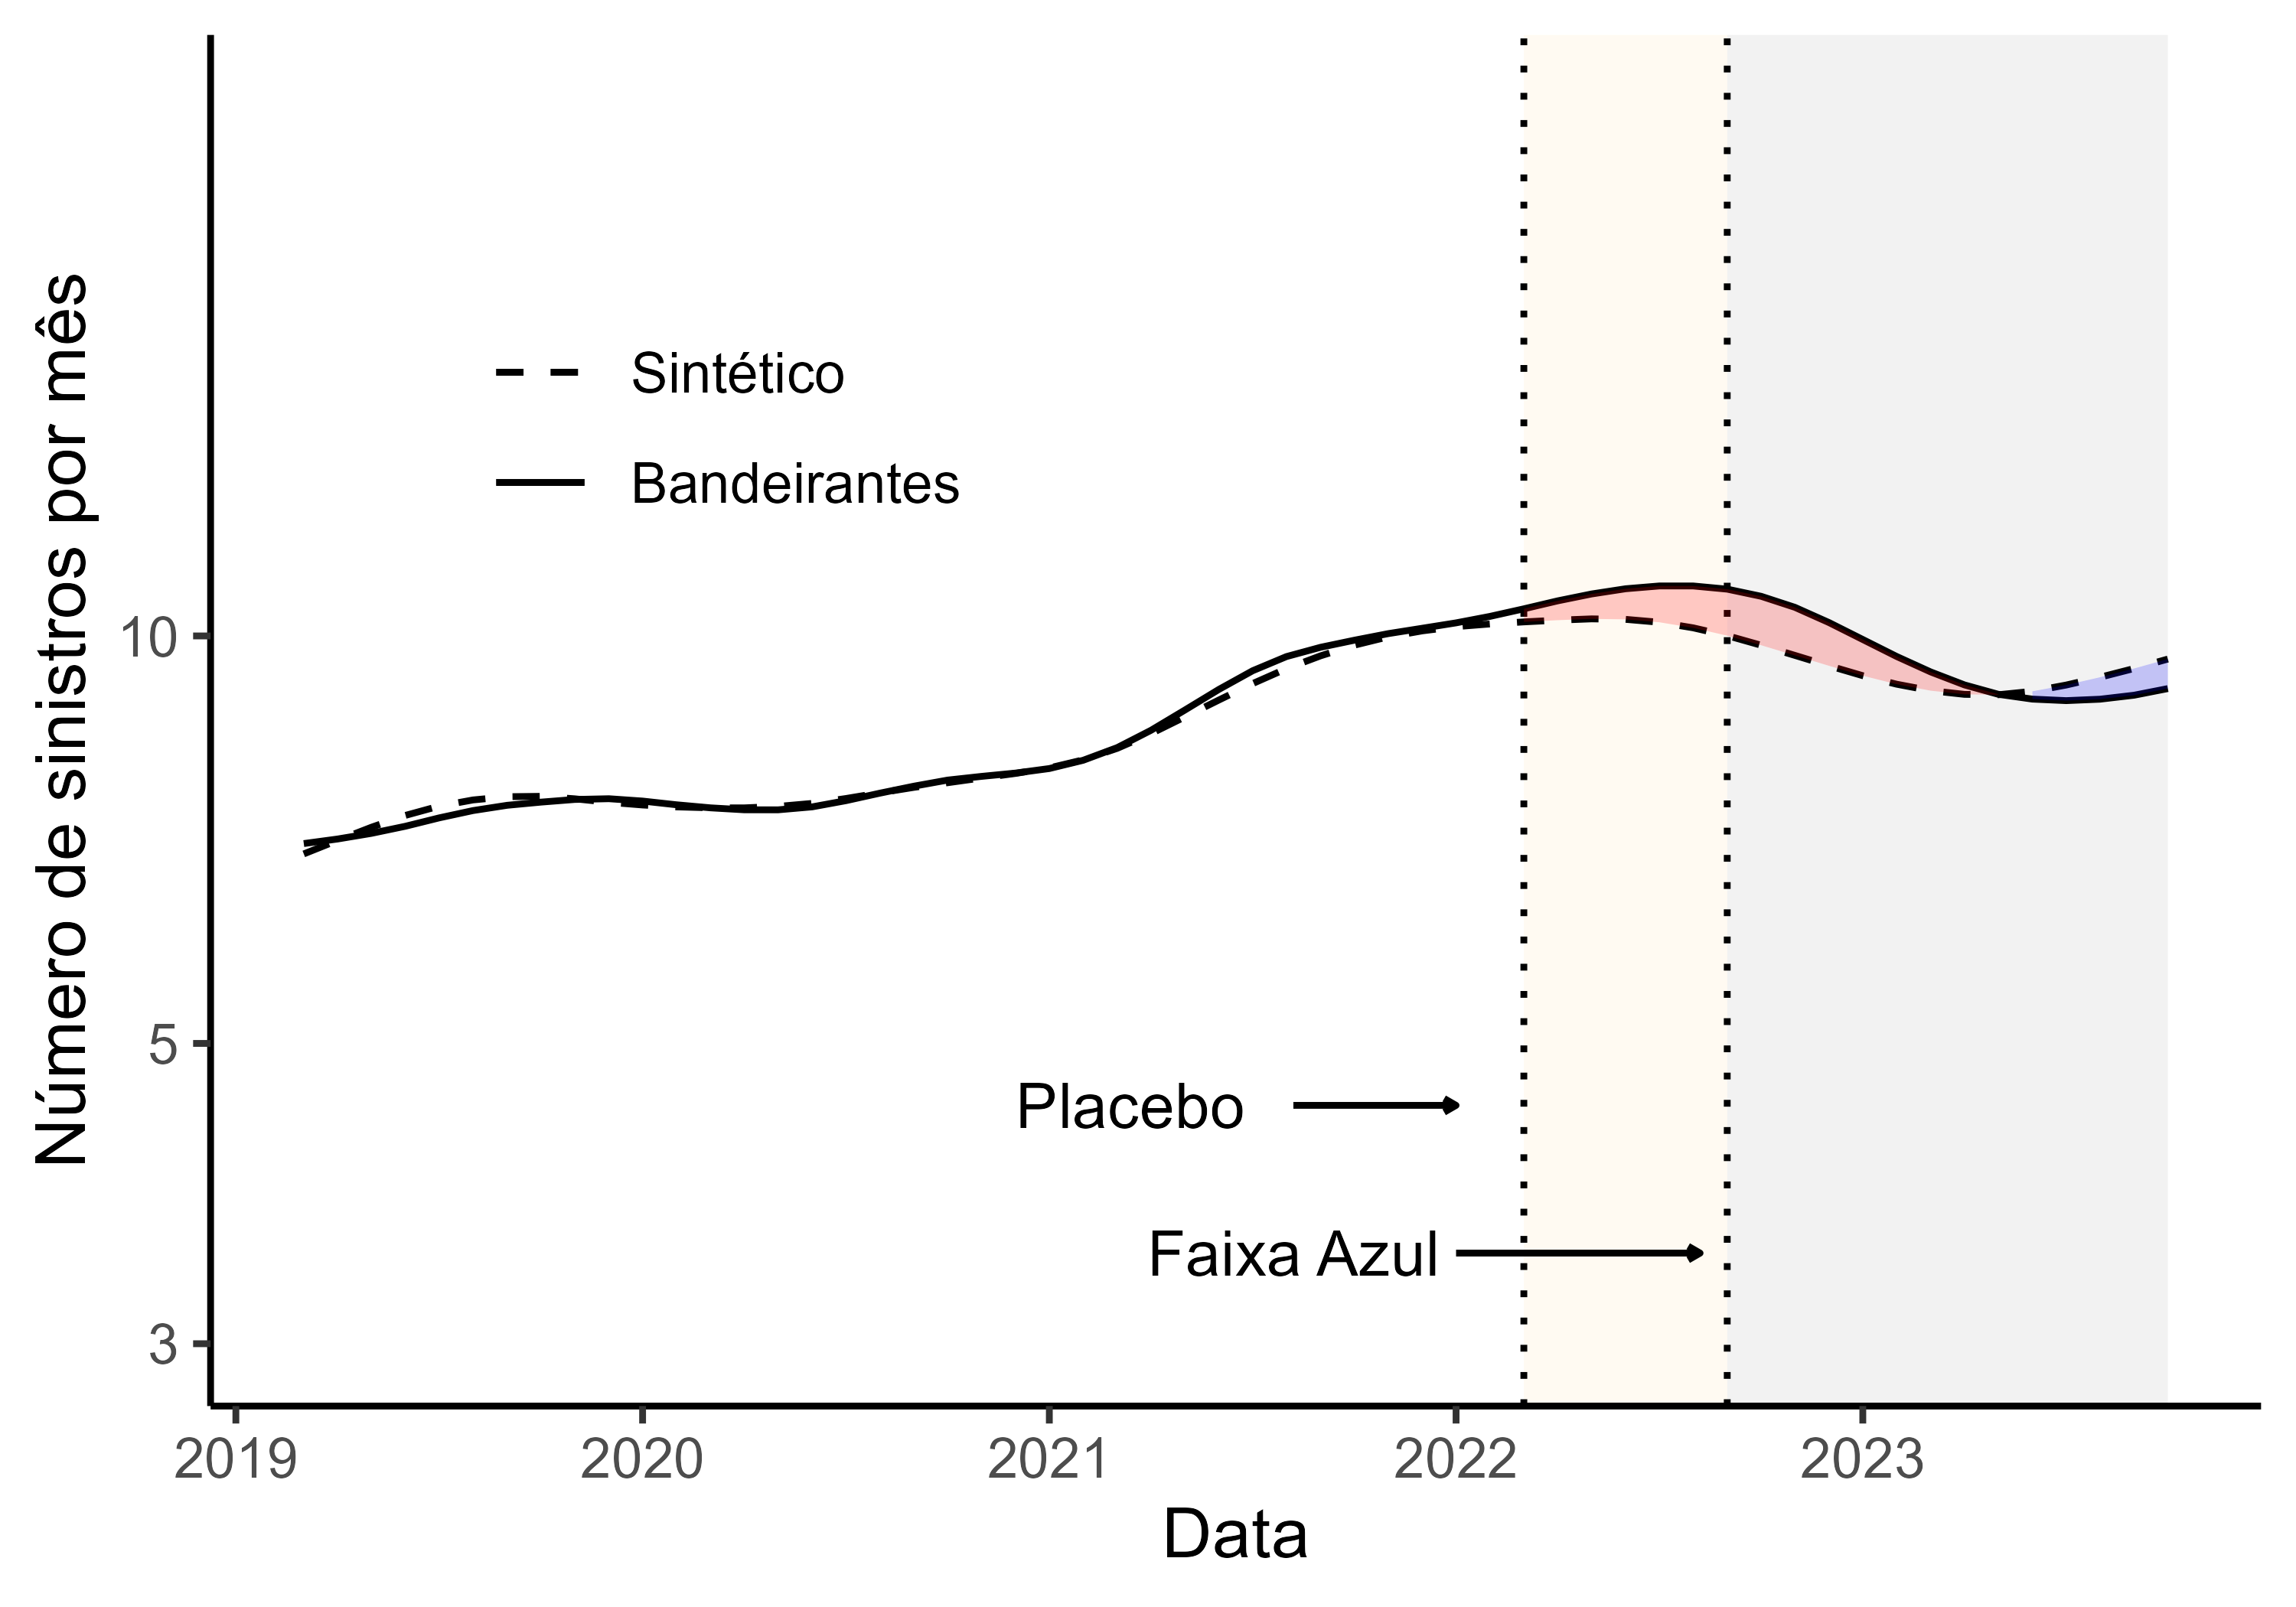 Número de sinistros por mês
Sintético
Bandeirantes
10
5
3
Placebo
Faixa Azul
2019
2020
2021
2022
2023
Data